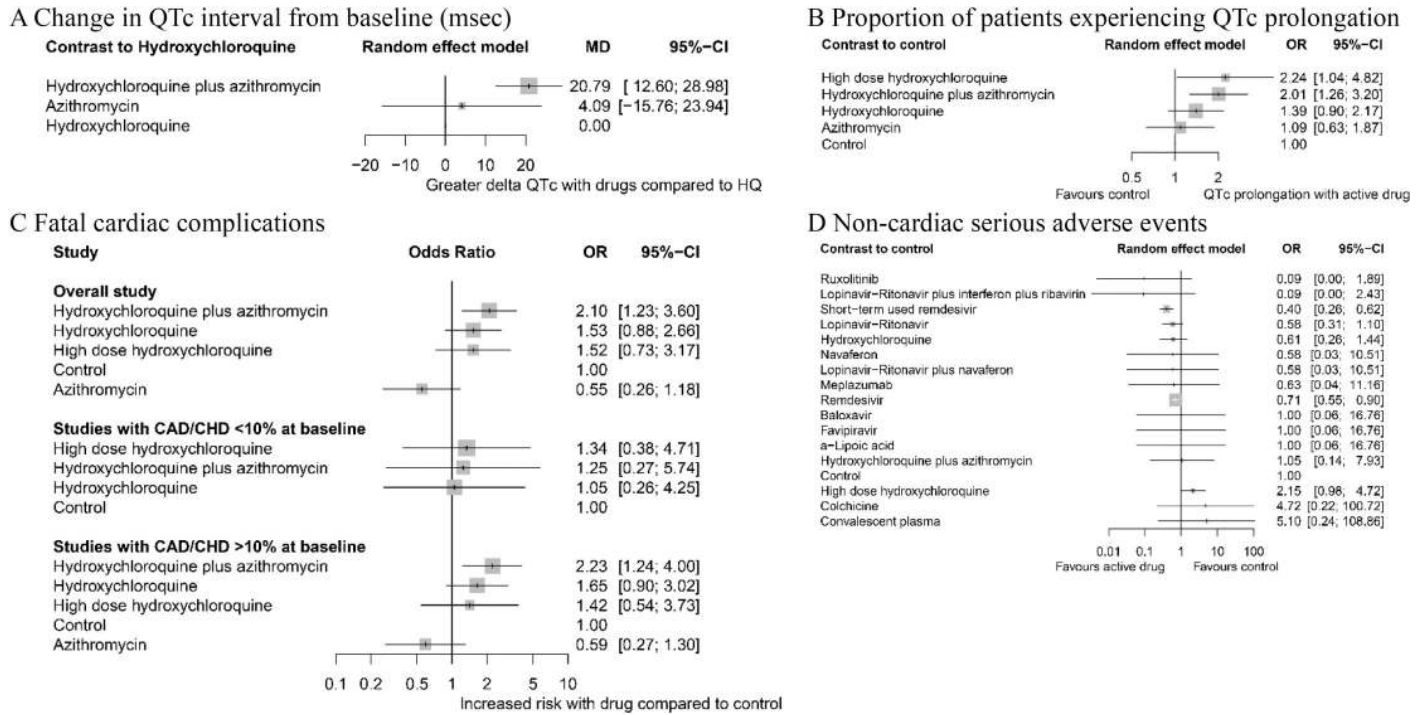 A Change in QTc interval from baseline (msec)
Contrast to Hydroxychloroquine Random effect model MD 95%−CI
Hydroxychloroquine plus azithromycin 20.79 [ 12.60; 28.98]
Azithromycin 4.09 [−15.76; 23.94]
Hydroxychloroquine 0.00
−20 −10 0 10 20
Greater delta QTc with drugs compared to HQ
B Proportion of patients experiencing QTc prolongation
Contrast to control Random effect model OR 95%−CI
High dose hydroxychloroquine 2.24 [1.04; 4.82]
Hydroxychloroquine plus azithromycin 2.01 [1.26; 3.20]
Hydroxychloroquine 1.39 [0.90; 2.17]
Azithromycin 1.09 [0.63; 1.87]
Control 1.00
0.5 1 2
Favours control QTc prolongation with active drug
C Fatal cardiac complications
Study Odds Ratio OR 95%−CI
Overall study
Hydroxychloroquine plus azithromycin 2.10 [1.23; 3.60]
Hydroxychloroquine 1.53 [0.88; 2.66]
High dose hydroxychloroquine 1.52 [0.73; 3.17]
Control 1.00
Azithromycin 0.55 [0.26; 1.18]
Studies with CAD/CHD <10% at baseline
High dose hydroxychloroquine 1.34 [0.38; 4.71]
Hydroxychloroquine plus azithromycin 1.25 [0.27; 5.74]
Hydroxychloroquine 1.05 [0.26; 4.25]
Control 1.00
Studies with CAD/CHD >10% at baseline
Hydroxychloroquine plus azithromycin 2.23 [1.24; 4.00]
Hydroxychloroquine 1.65 [0.90; 3.02]
High dose hydroxychloroquine 1.42 [0.54; 3.73]
Control 1.00
Azithromycin 0.59 [0.27; 1.30]
0.1 0.2 0.5 1 2 5 10
Increased risk with drug compared to control
D Non-cardiac serious adverse events
Contrast to control Random effect model OR 95%−CI
Ruxolitinib 0.09 [0.00; 1.89]
Lopinavir−Ritonavir plus interferon plus ribavirin 0.09 [0.00; 2.43]
Short−term used remdesivir 0.40 [0.26; 0.62]
Lopinavir−Ritonavir 0.58 [0.31; 1.10]
Hydroxychloroquine 0.61 [0.26; 1.44]
Navaferon 0.58 [0.03; 10.51]
Lopinavir−Ritonavir plus navaferon 0.58 [0.03; 10.51]
Meplazumab 0.63 [0.04; 11.16]
Remdesivir 0.71 [0.55; 0.90]
Baloxavir 1.00 [0.06; 16.76]
Favipiravir 1.00 [0.06; 16.76]
a−Lipoic acid 1.00 [0.06; 16.76]
Hydroxychloroquine plus azithromycin 1.05 [0.14; 7.93]
Control 1.00
High dose hydroxychloroquine 2.15 [0.98; 4.72]
Colchicine 4.72 [0.22; 100.72]
Convalescent plasma 5.10 [0.24; 108.86]
0.01 0.1 1 10 100
Favours active drug Favours control